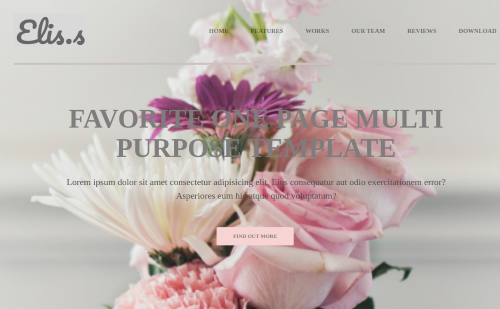 Elis.s
HOME FEATURES WORKS OUR TEAM REVIEWS DOWNLOAD
FAVORITE ONE PAGE MULTI
PURPOSE TEMPLATE
Lorem ipsum dolor sit amet consectetur adipisicing elit. Eius consequatur aut odio exercitationem error?
Asperiores eum hic atque quod voluptatum?
FIND OUT MORE